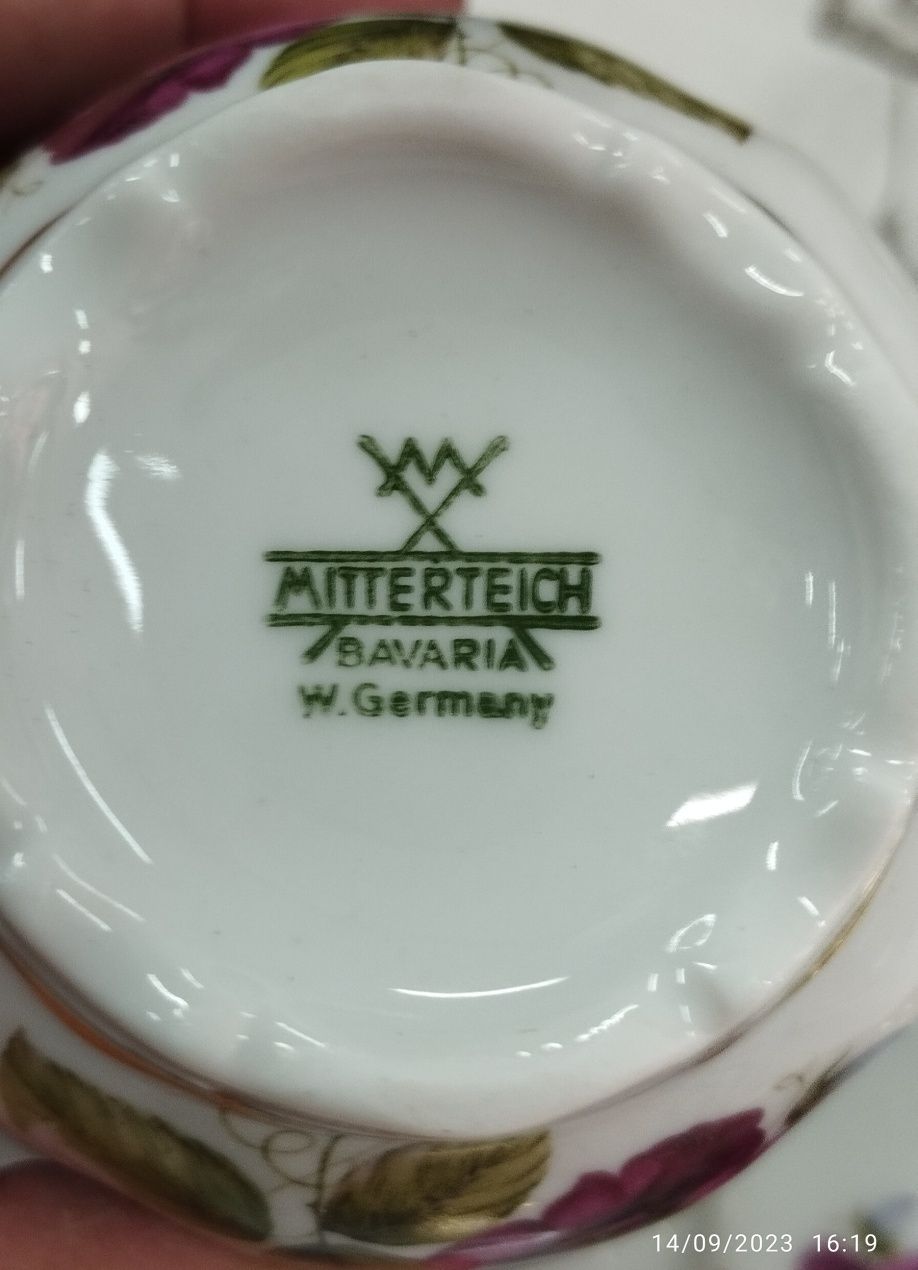 M
MITTERTEICH
BAVARIA
W. Germany
14/09/2023 16:19